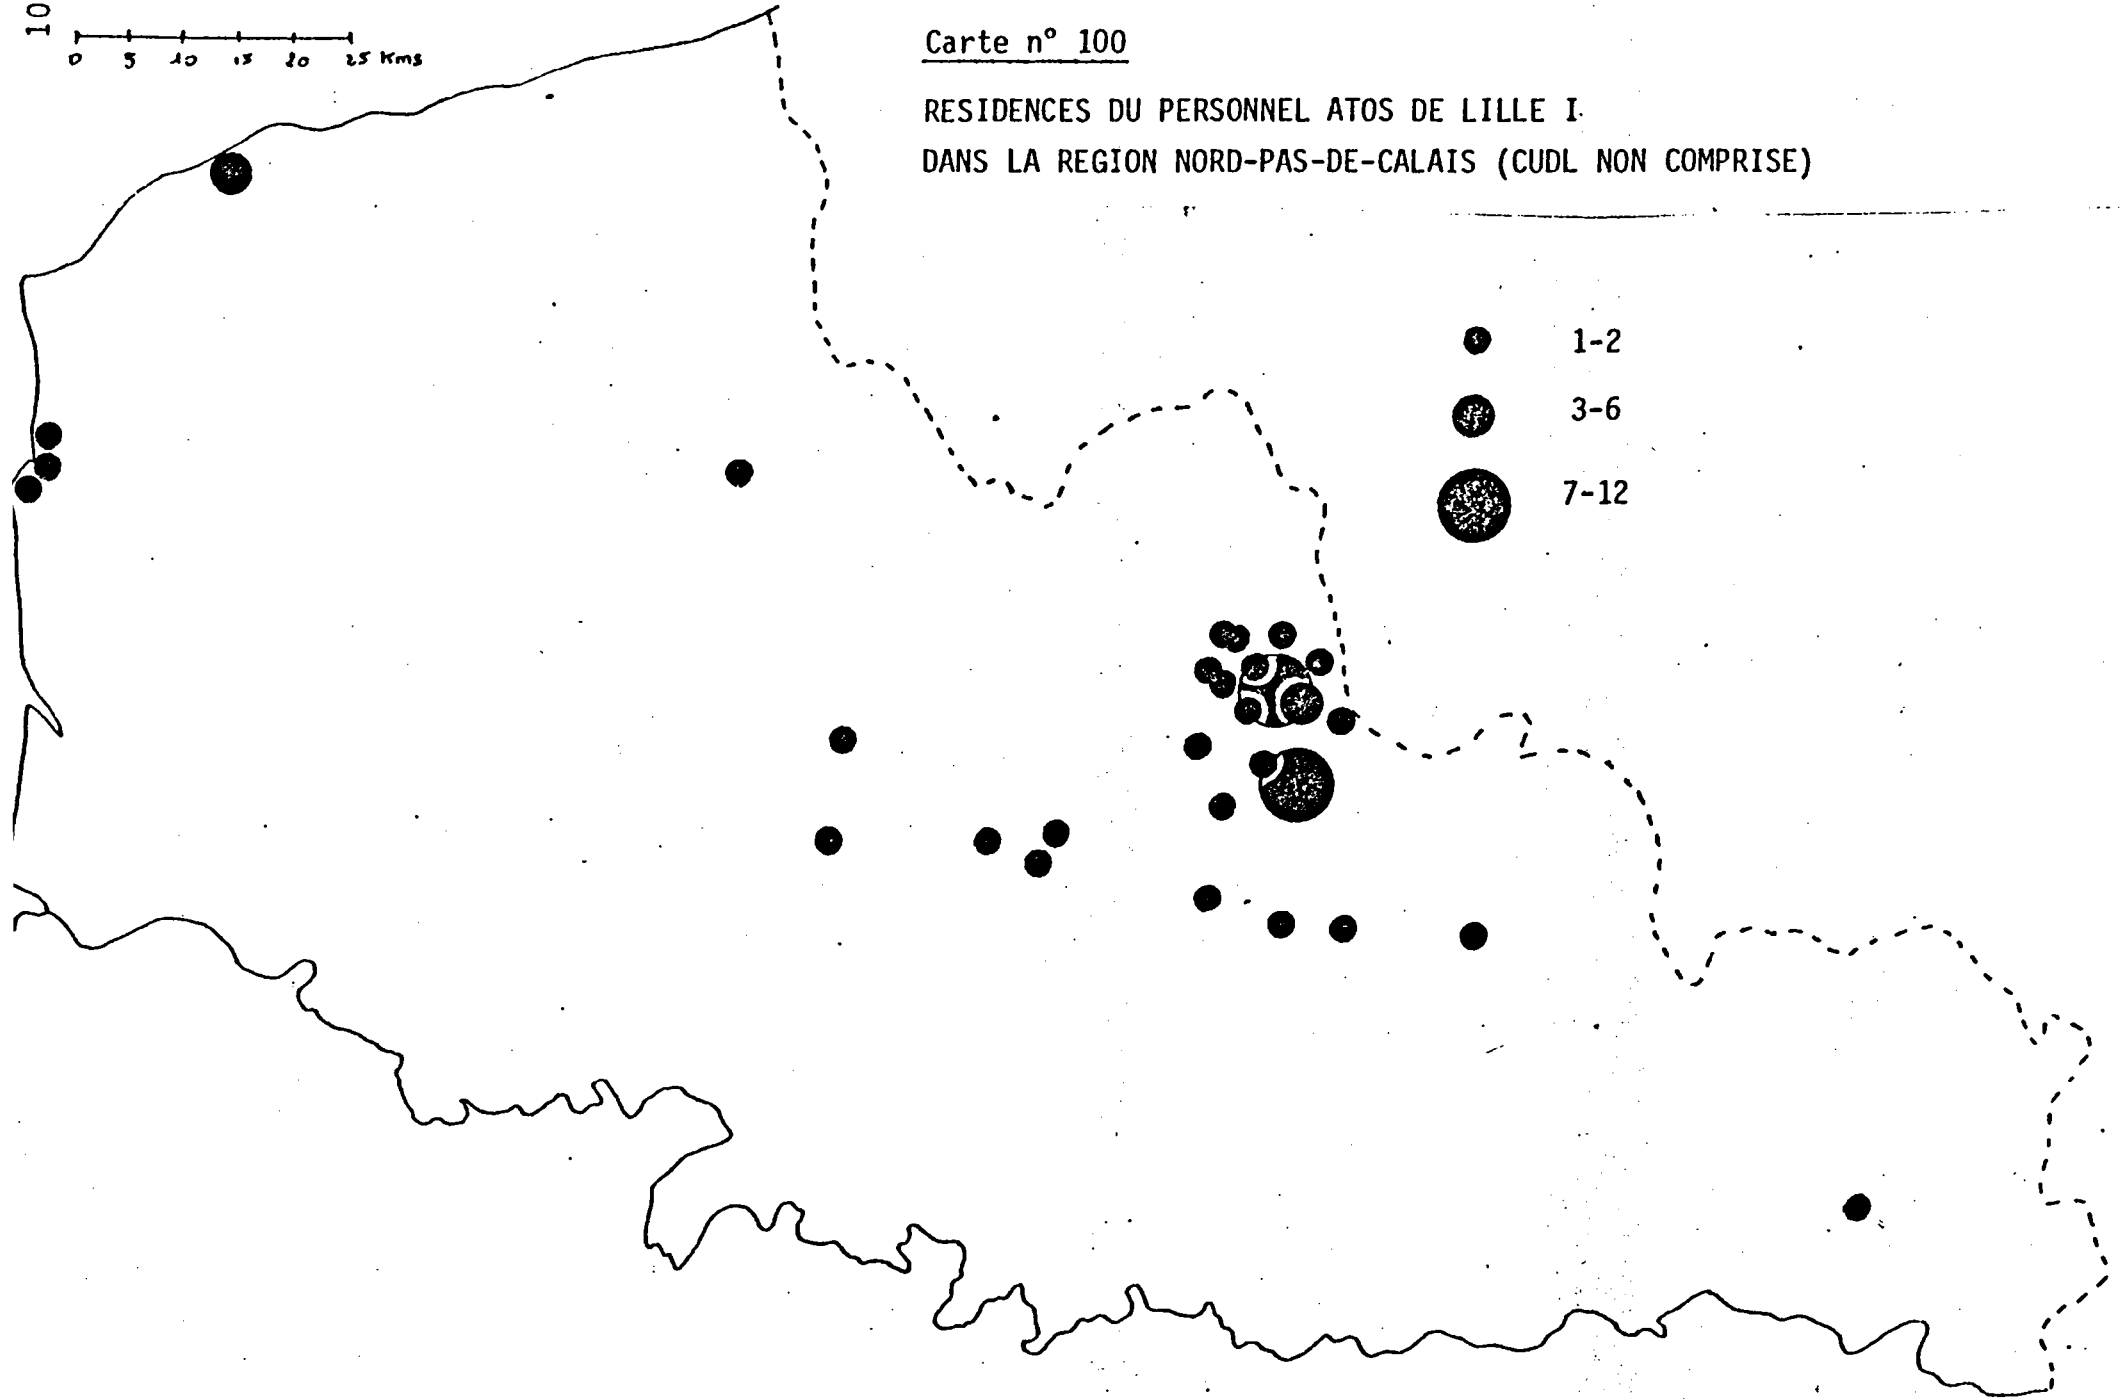 10
0 5 10 15 20 25 Kms
Carte n° 100
RESIDENCES DU PERSONNEL ATOS DE LILLE I
DANS LA REGION NORD-PAS-DE-CALAIS (CUDL NON COMPRISE)
1-2
3-6
7-12